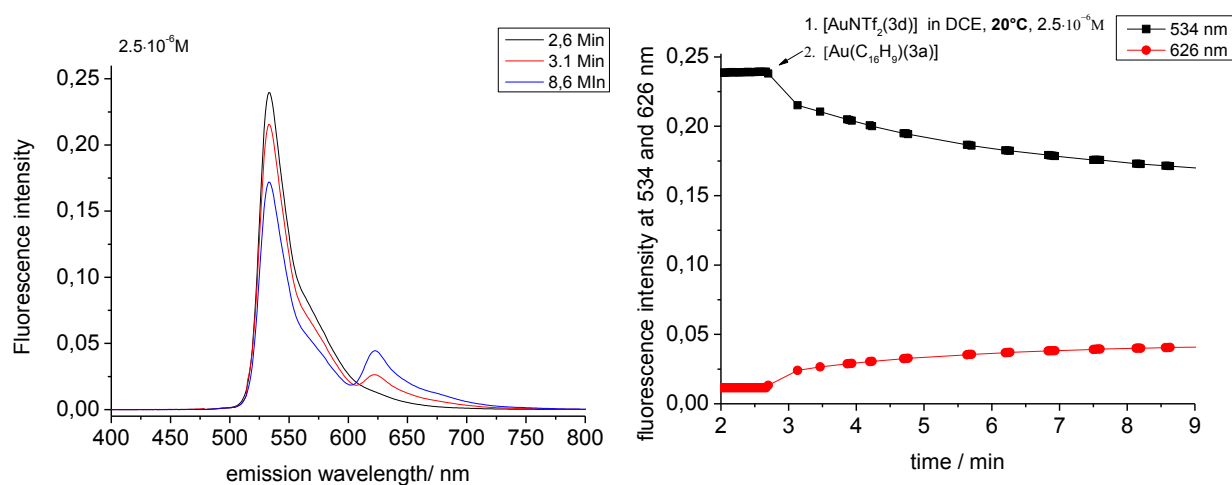 2.5·10⁻⁶M
2,6 Min
3.1 Min
8,6 MIn
0,25
0,20
0,15
0,10
0,05
0,00
Fluorescence intensity
400 450 500 550 600 650 700 750 800
emission wavelength/ nm
1. [AuNTf₂(3d)] in DCE, 20°C, 2.5·10⁻⁶M
2. [Au(C₁₆H₉)(3a)]
534 nm
626 nm
0,25
0,20
0,15
0,10
0,05
0,00
fluorescence intensity at 534 and 626 nm
2 3 4 5 6 7 8 9
time / min